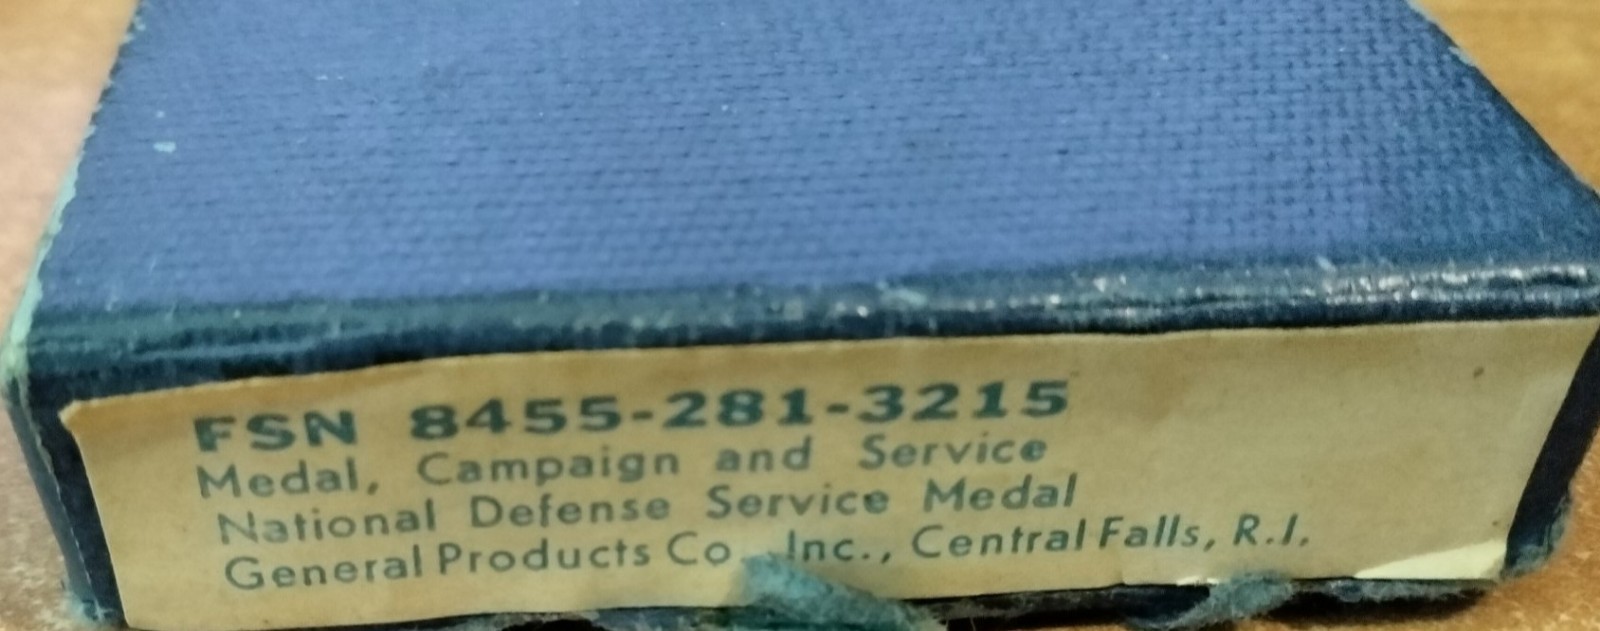 FSN 8455-281-3215
Medal, Campaign and Service
National Defense Service Medal
General Products Co Inc., Central Falls, R.I.